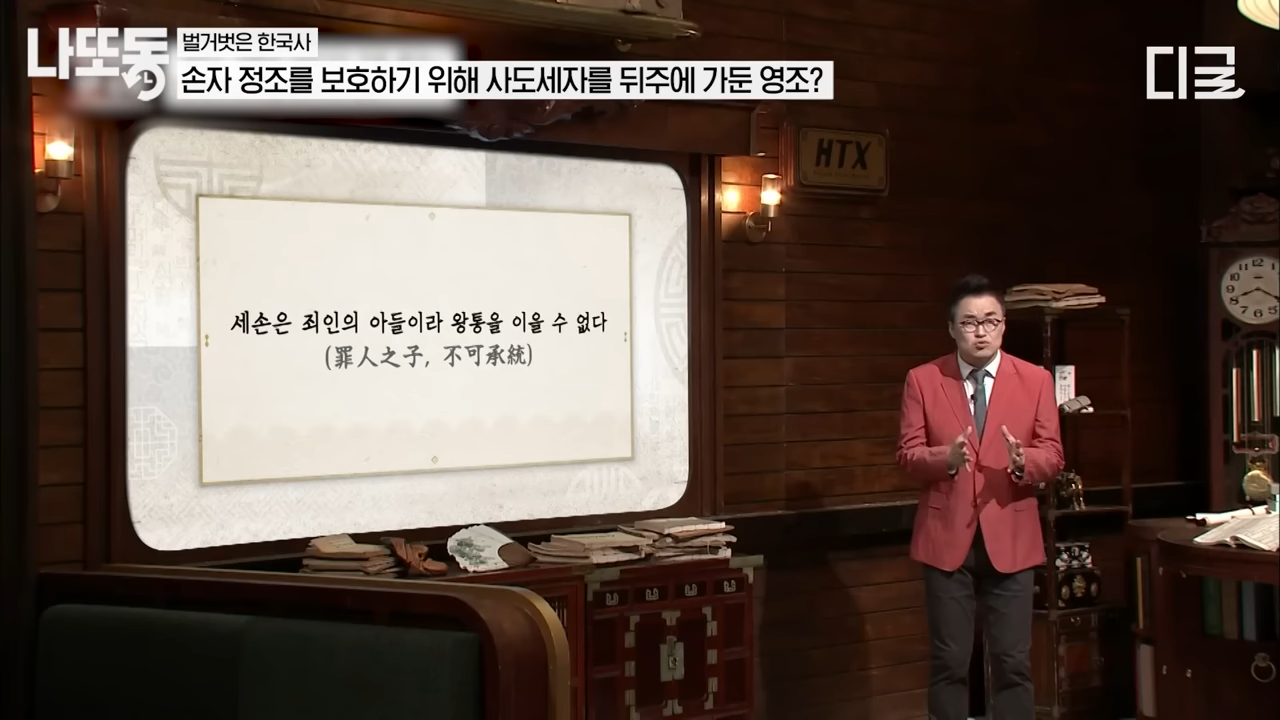 나또동
벌거벗은 한국사
손자 정조를 보호하기 위해 사도세자를 뒤주에 가둔 영조?
디글
HTX
세손은 죄인의 아들이라 왕통을 이을 수 없다
(罪人之子, 不可承統)